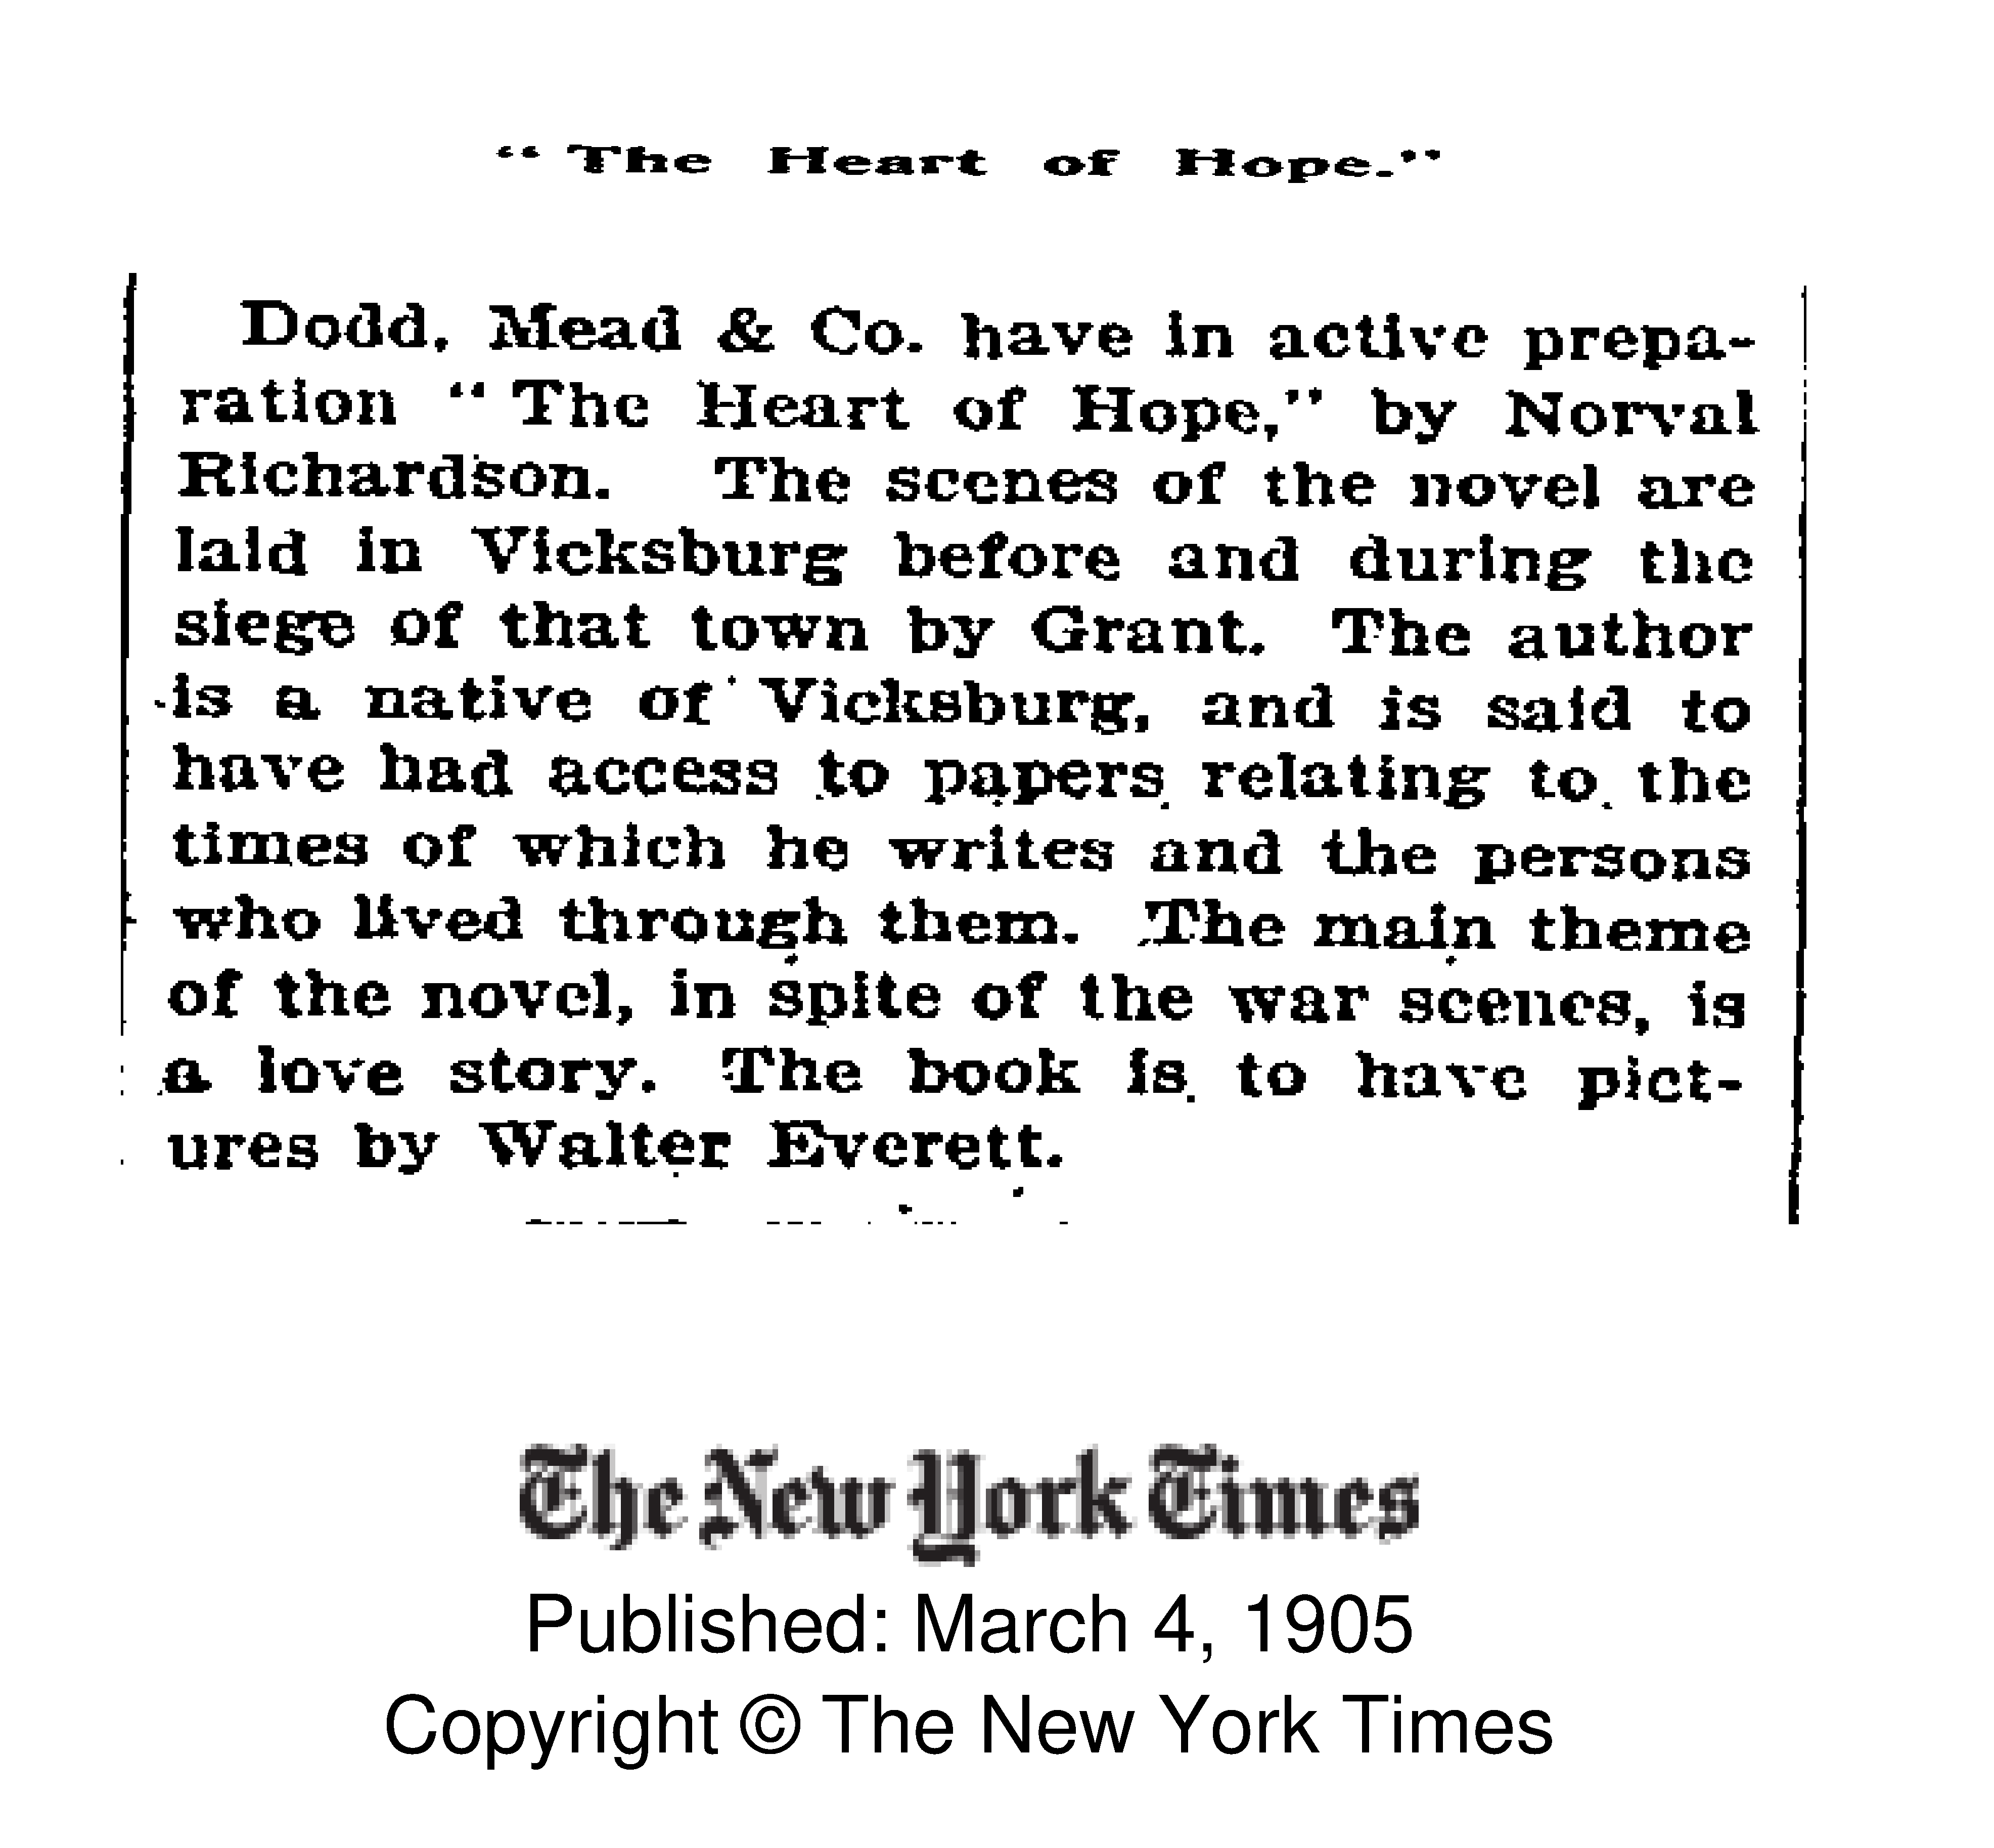 “The Heart of Hope.”
Dodd, Mead & Co. have in active prepa-
ration “The Heart of Hope,” by Norval
Richardson. The scenes of the novel are
laid in Vicksburg before and during the
siege of that town by Grant. The author
is a native of Vicksburg, and is said to
have had access to papers relating to the
times of which he writes and the persons
who lived through them. The main theme
of the novel, in spite of the war scenes, is
a love story. The book is to have pict-
ures by Walter Everett.
The New York Times
Published: March 4, 1905
Copyright © The New York Times